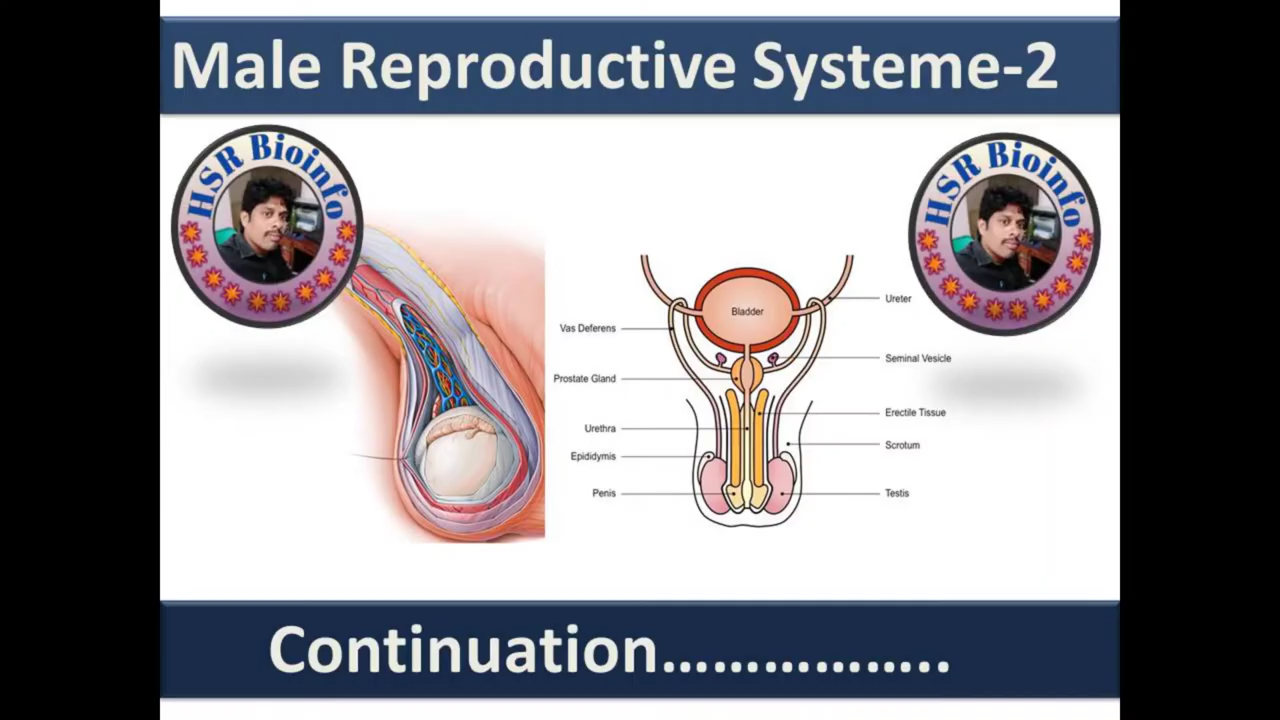 Male Reproductive Systeme-2
HSR Bioinfo
HSR Bioinfo
Bladder
Ureter
Vas Deferens
Seminal Vesicle
Prostate Gland
Erectile Tissue
Urethra
Scrotum
Epididymis
Penis
Testis
Continuation……………..